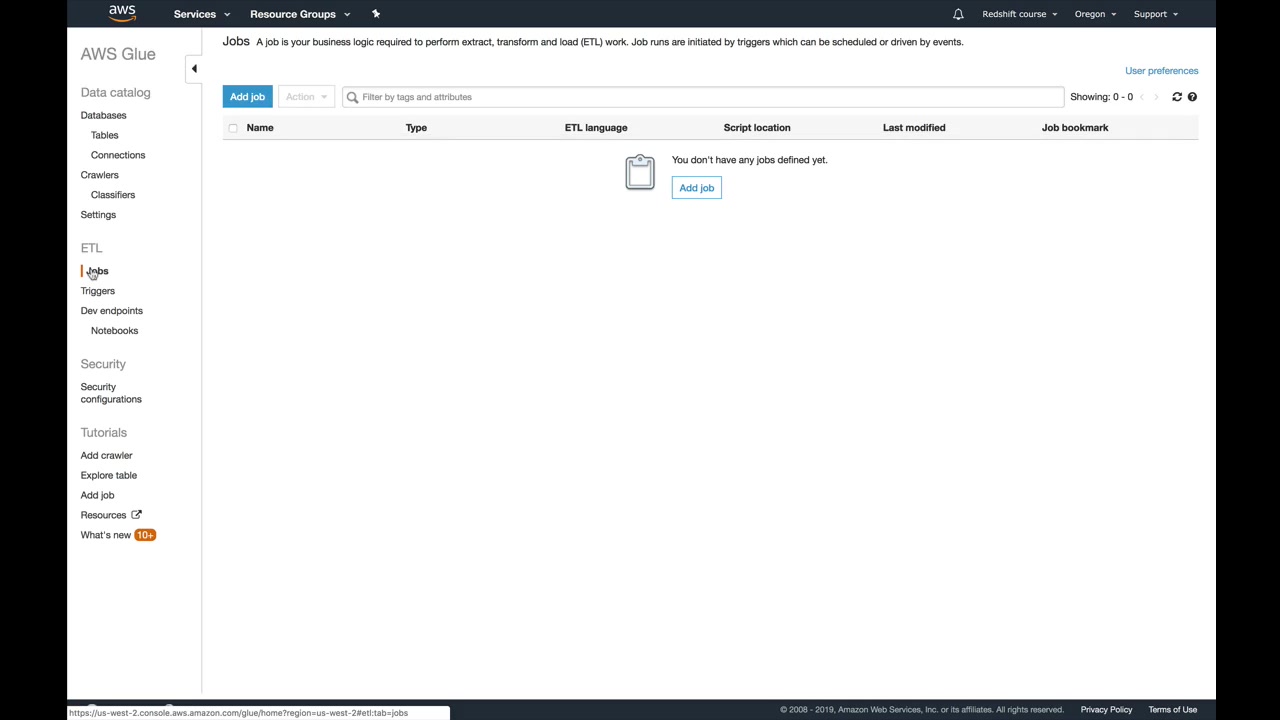 aws Services Resource Groups Redshift course Oregon Support
AWS Glue
Data catalog
Databases
Tables
Connections
Crawlers
Classifiers
Settings
ETL
Jobs
Triggers
Dev endpoints
Notebooks
Security
Security
configurations
Tutorials
Add crawler
Explore table
Add job
Resources
What's new 10+
Jobs A job is your business logic required to perform extract, transform and load (ETL) work. Job runs are initiated by triggers which can be scheduled or driven by events.
User preferences
Add job Action Filter by tags and attributes Showing: 0 - 0
Name Type ETL language Script location Last modified Job bookmark
You don't have any jobs defined yet.
Add job
https://us-west-2.console.aws.amazon.com/glue/home?region=us-west-2#etl:tab=jobs
© 2008 - 2019, Amazon Web Services, Inc. or its affiliates. All rights reserved. Privacy Policy Terms of Use